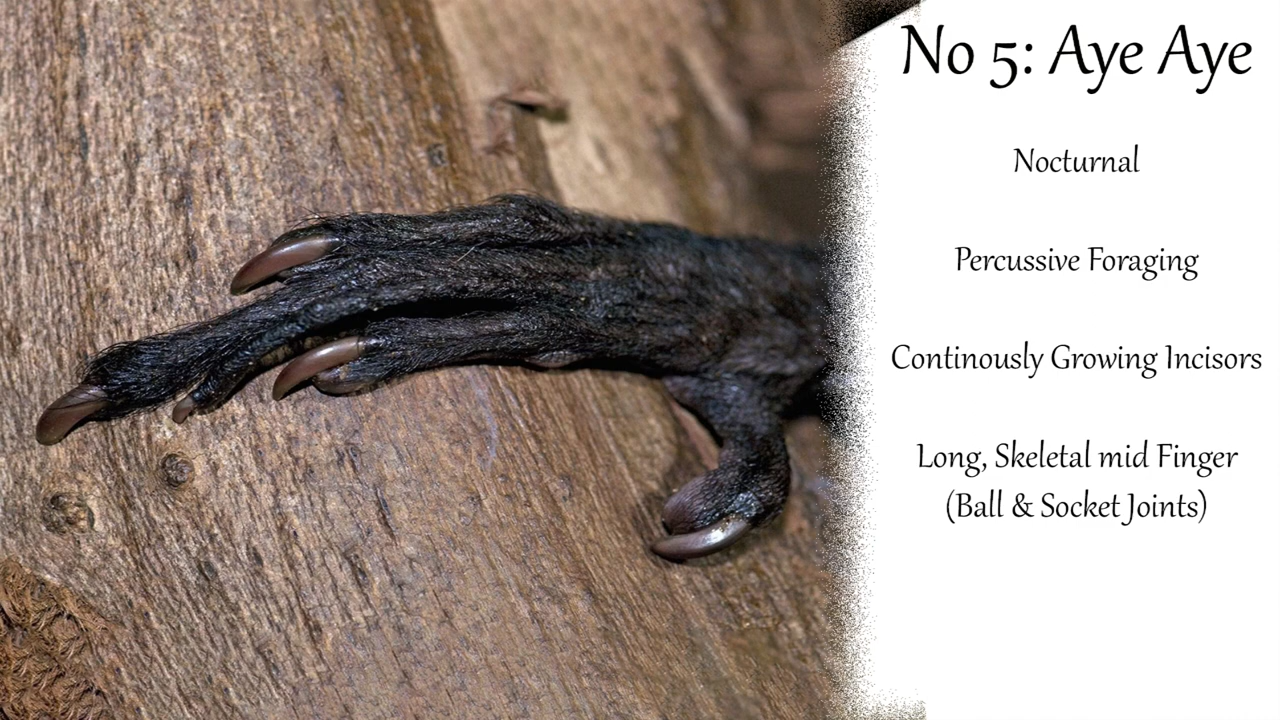 No 5: Aye Aye
Nocturnal
Percussive Foraging
Continously Growing Incisors
Long, Skeletal mid Finger
(Ball & Socket Joints)